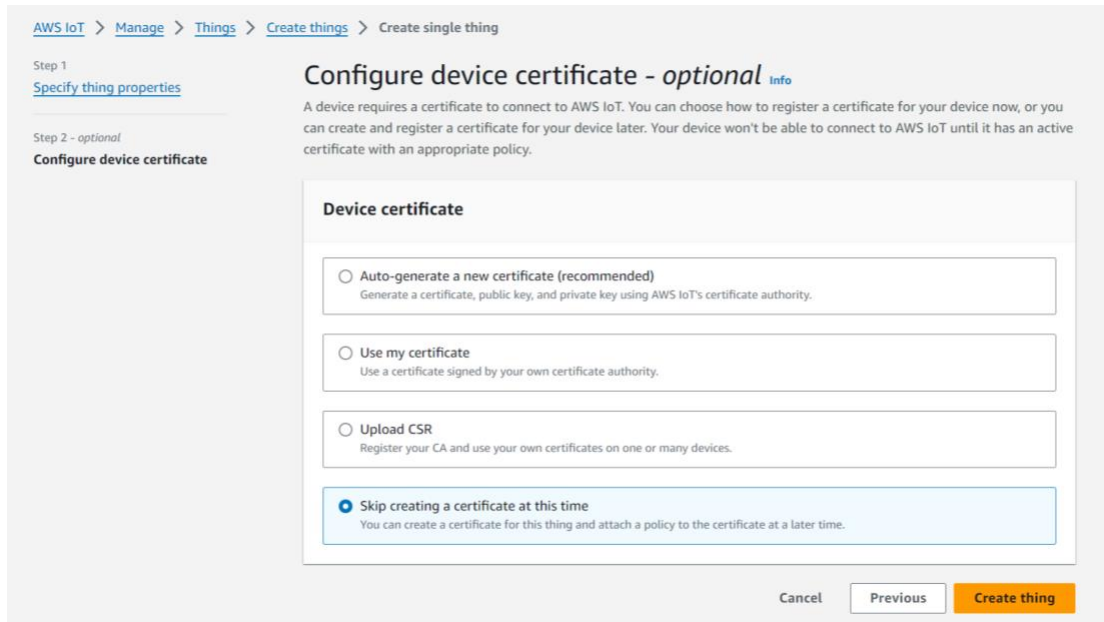 AWS IoT > Manage > Things > Create things > Create single thing
Step 1
Specify thing properties
Step 2 - optional
Configure device certificate
Configure device certificate - optional Info
A device requires a certificate to connect to AWS IoT. You can choose how to register a certificate for your device now, or you
can create and register a certificate for your device later. Your device won't be able to connect to AWS IoT until it has an active
certificate with an appropriate policy.
Device certificate
Auto-generate a new certificate (recommended)
Generate a certificate, public key, and private key using AWS IoT's certificate authority.
Use my certificate
Use a certificate signed by your own certificate authority.
Upload CSR
Register your CA and use your own certificates on one or many devices.
Skip creating a certificate at this time
You can create a certificate for this thing and attach a policy to the certificate at a later time.
Cancel Previous Create thing